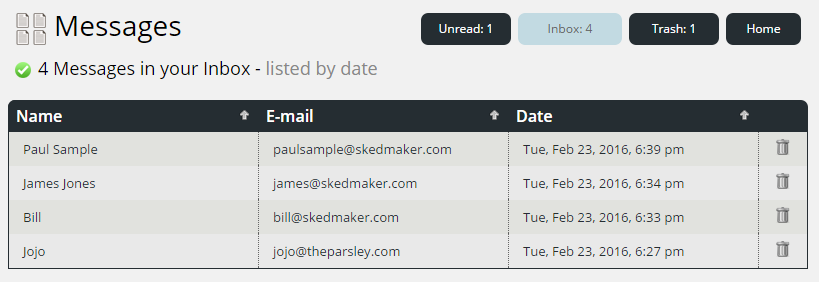 Messages
Unread: 1
Inbox: 4
Trash: 1
Home
4 Messages in your Inbox - listed by date
Name E-mail Date
Paul Sample paulsample@skedmaker.com Tue, Feb 23, 2016, 6:39 pm
James Jones james@skedmaker.com Tue, Feb 23, 2016, 6:34 pm
Bill bill@skedmaker.com Tue, Feb 23, 2016, 6:33 pm
Jojo jojo@theparsley.com Tue, Feb 23, 2016, 6:27 pm